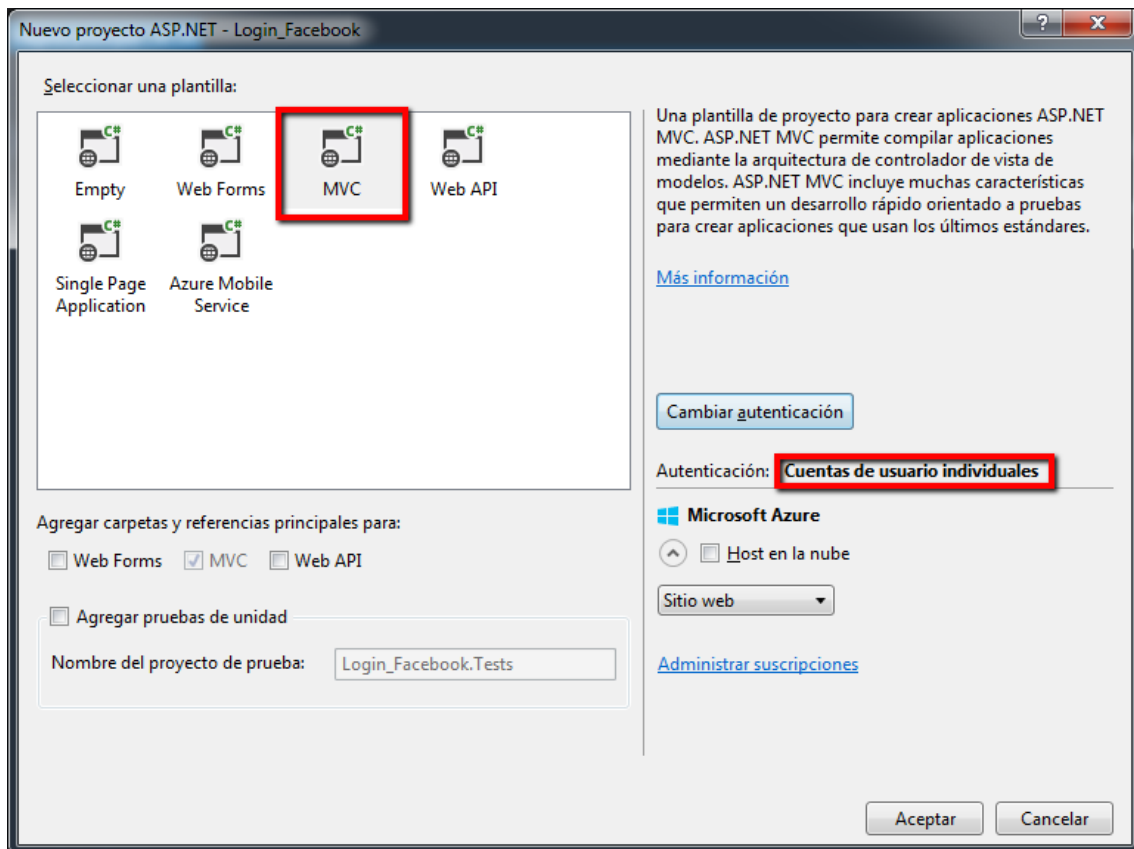 Nuevo proyecto ASP.NET - Login_Facebook
Seleccionar una plantilla:
C# C# C# C#
Empty Web Forms MVC Web API
C# C#
Single Page Azure Mobile
Application Service
Una plantilla de proyecto para crear aplicaciones ASP.NET
MVC. ASP.NET MVC permite compilar aplicaciones
mediante la arquitectura de controlador de vista de
modelos. ASP.NET MVC incluye muchas características
que permiten un desarrollo rápido orientado a pruebas
para crear aplicaciones que usan los últimos estándares.
Más información
Cambiar autenticación
Autenticación: Cuentas de usuario individuales
Microsoft Azure
Host en la nube
Sitio web
Administrar suscripciones
Agregar carpetas y referencias principales para:
Web Forms MVC Web API
Agregar pruebas de unidad
Nombre del proyecto de prueba: Login_Facebook.Tests
Aceptar Cancelar